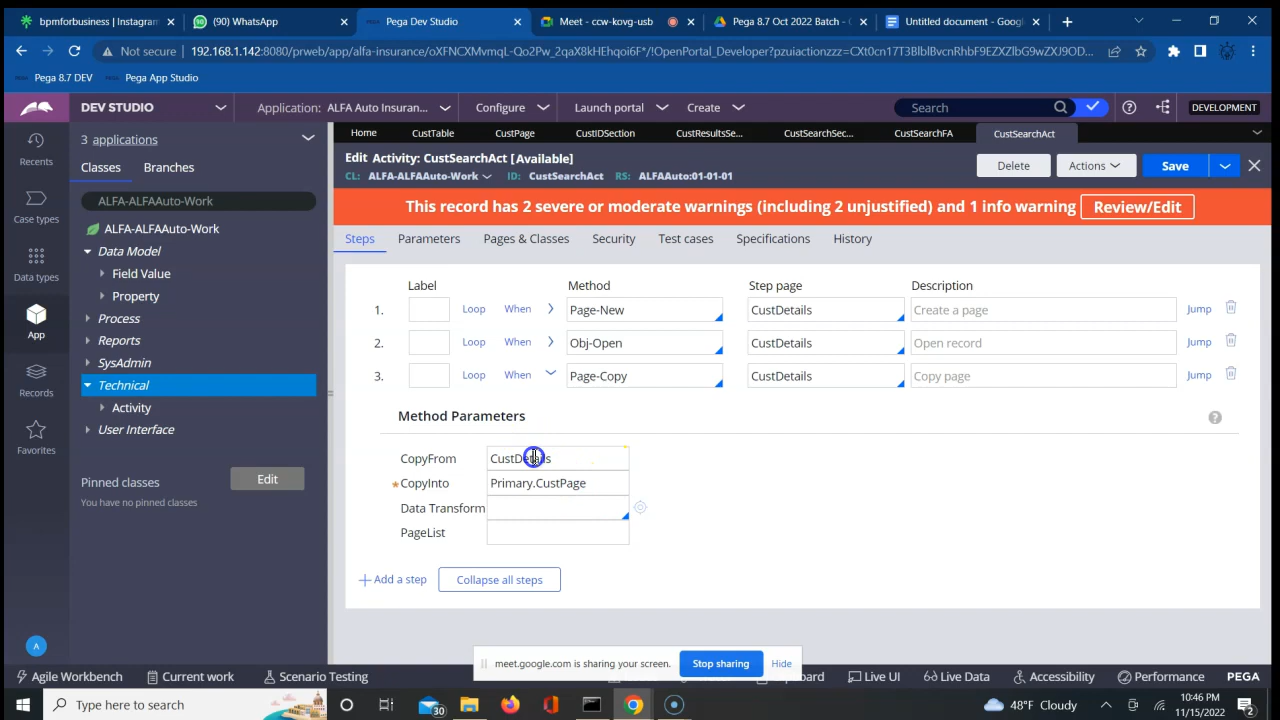 bpmforbusiness | Instagram
(90) WhatsApp
Pega Dev Studio
Meet - ccw-kovg-usb
Pega 8.7 Oct 2022 Batch -
Untitled document - Goog
Not secure | 192.168.1.142:8080/prweb/app/alfa-insurance/oXFNCXMvmqL-Qo2Pw_2qaX8kHEhqoi6F*/!OpenPortal_Developer?pzuiactionzzz=CXt0cn17T3BlblBvcnRhbF9EZXZlbG9wZXJ9OD...
Pega 8.7 DEV
Pega App Studio
DEV STUDIO
Application: ALFA Auto Insuran...
Configure
Launch portal
Create
Search
DEVELOPMENT
Recents
Case types
Data types
App
Records
Favorites
A
3 applications
Classes
Branches
ALFA-ALFAAuto-Work
ALFA-ALFAAuto-Work
Data Model
Field Value
Property
Process
Reports
SysAdmin
Technical
Activity
User Interface
Pinned classes
Edit
You have no pinned classes
Home
CustTable
CustPage
CustIDSection
CustResultsSe...
CustSearchSec...
CustSearchFA
CustSearchAct
Edit Activity: CustSearchAct [Available]
CL: ALFA-ALFAAuto-Work ID: CustSearchAct RS: ALFAAuto:01-01-01
Delete
Actions
Save
This record has 2 severe or moderate warnings (including 2 unjustified) and 1 info warning Review/Edit
Steps
Parameters
Pages & Classes
Security
Test cases
Specifications
History
Label Method Step page Description
1. Loop When Page-New CustDetails Create a page Jump
2. Loop When Obj-Open CustDetails Open record Jump
3. Loop When Page-Copy CustDetails Copy page Jump
Method Parameters
?
CopyFrom CustDetails
*CopyInto Primary.CustPage
Data Transform
PageList
+ Add a step
Collapse all steps
meet.google.com is sharing your screen.
Stop sharing
Hide
Agile Workbench
Current work
Scenario Testing
Live UI
Live Data
Accessibility
Performance
PEGA
Type here to search
30
48°F Cloudy
10:46 PM
11/15/2022
2